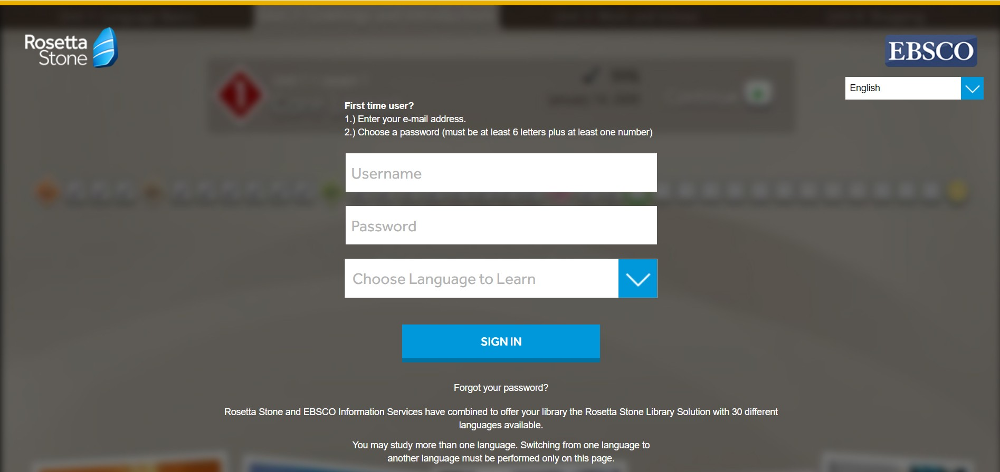 Rosetta
Stone
EBSCO
English
First time user?
1.) Enter your e-mail address.
2.) Choose a password (must be at least 6 letters plus at least one number)
Username
Password
Choose Language to Learn
SIGN IN
Forgot your password?
Rosetta Stone and EBSCO Information Services have combined to offer your library the Rosetta Stone Library Solution with 30 different
languages available.
You may study more than one language. Switching from one language to
another language must be performed only on this page.